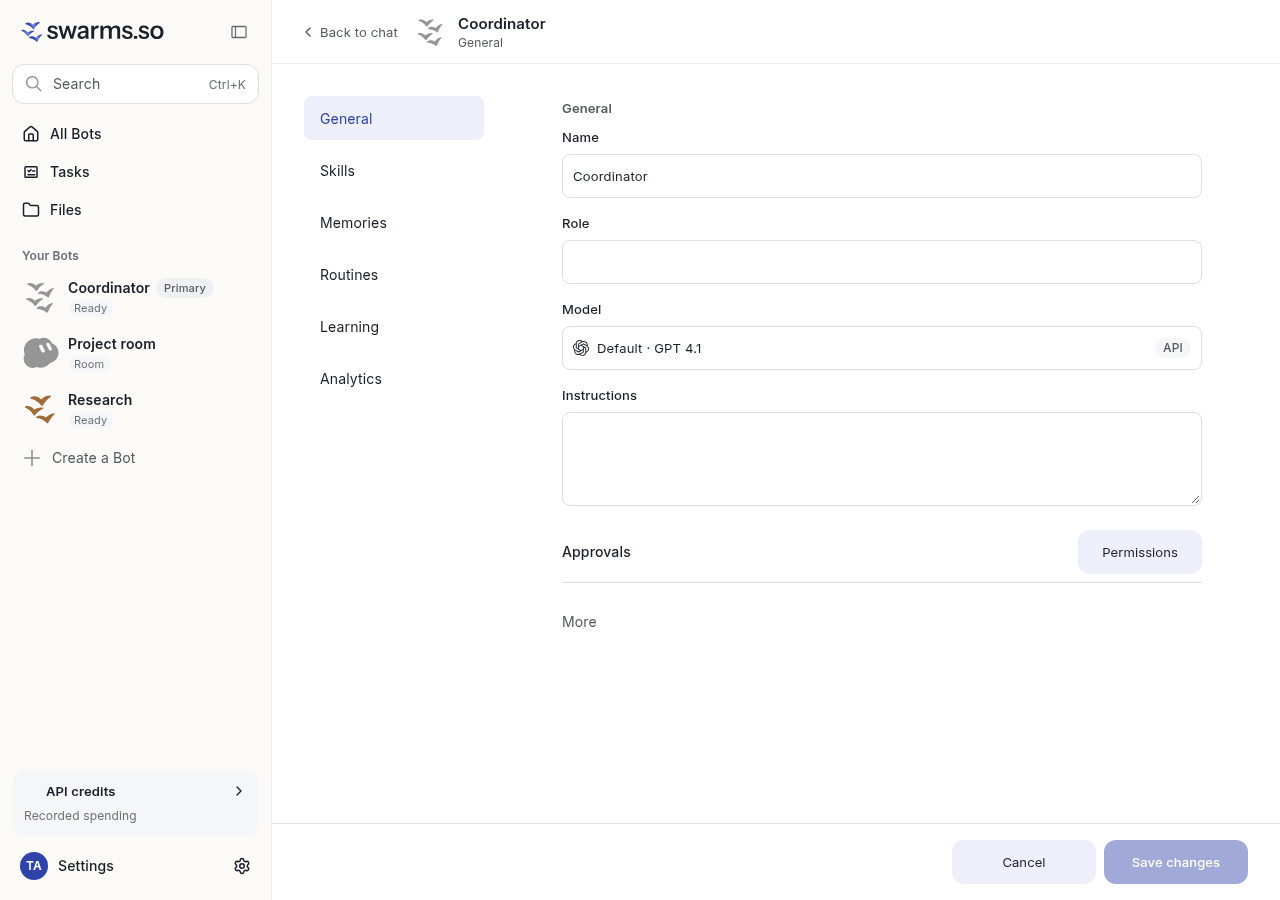 swarms.so
Search Ctrl+K
All Bots
Tasks
Files
Your Bots
Coordinator Primary
Ready
Project room
Room
Research
Ready
Create a Bot
API credits
Recorded spending
TA Settings
Back to chat
Coordinator
General
General
Skills
Memories
Routines
Learning
Analytics
General
Name
Coordinator
Role
Model
Default · GPT 4.1 API
Instructions
Approvals Permissions
More
Cancel Save changes